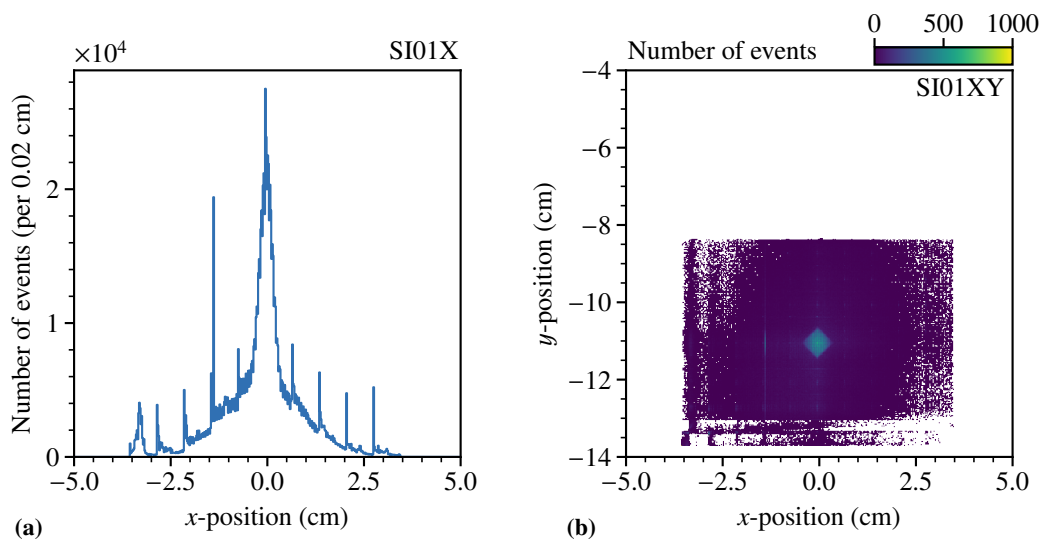 ×10⁴
SI01X
Number of events (per 0.02 cm)
2
1
0
−5.0
−2.5
0.0
2.5
5.0
x-position (cm)
(a)
0
500
1000
Number of events
SI01XY
y-position (cm)
−4
−6
−8
−10
−12
−14
−5.0
−2.5
0.0
2.5
5.0
x-position (cm)
(b)